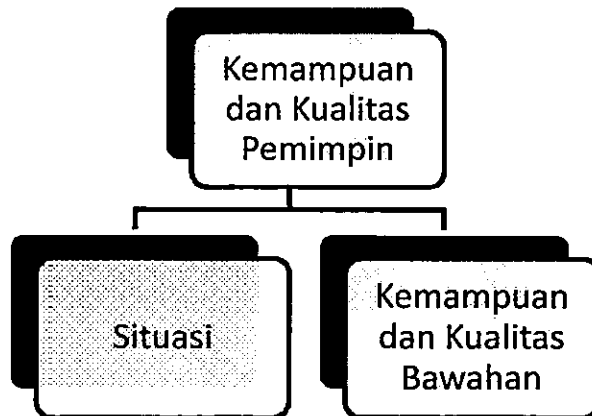 Kemampuan
dan Kualitas
Pemimpin
Situasi
Kemampuan
dan Kualitas
Bawahan